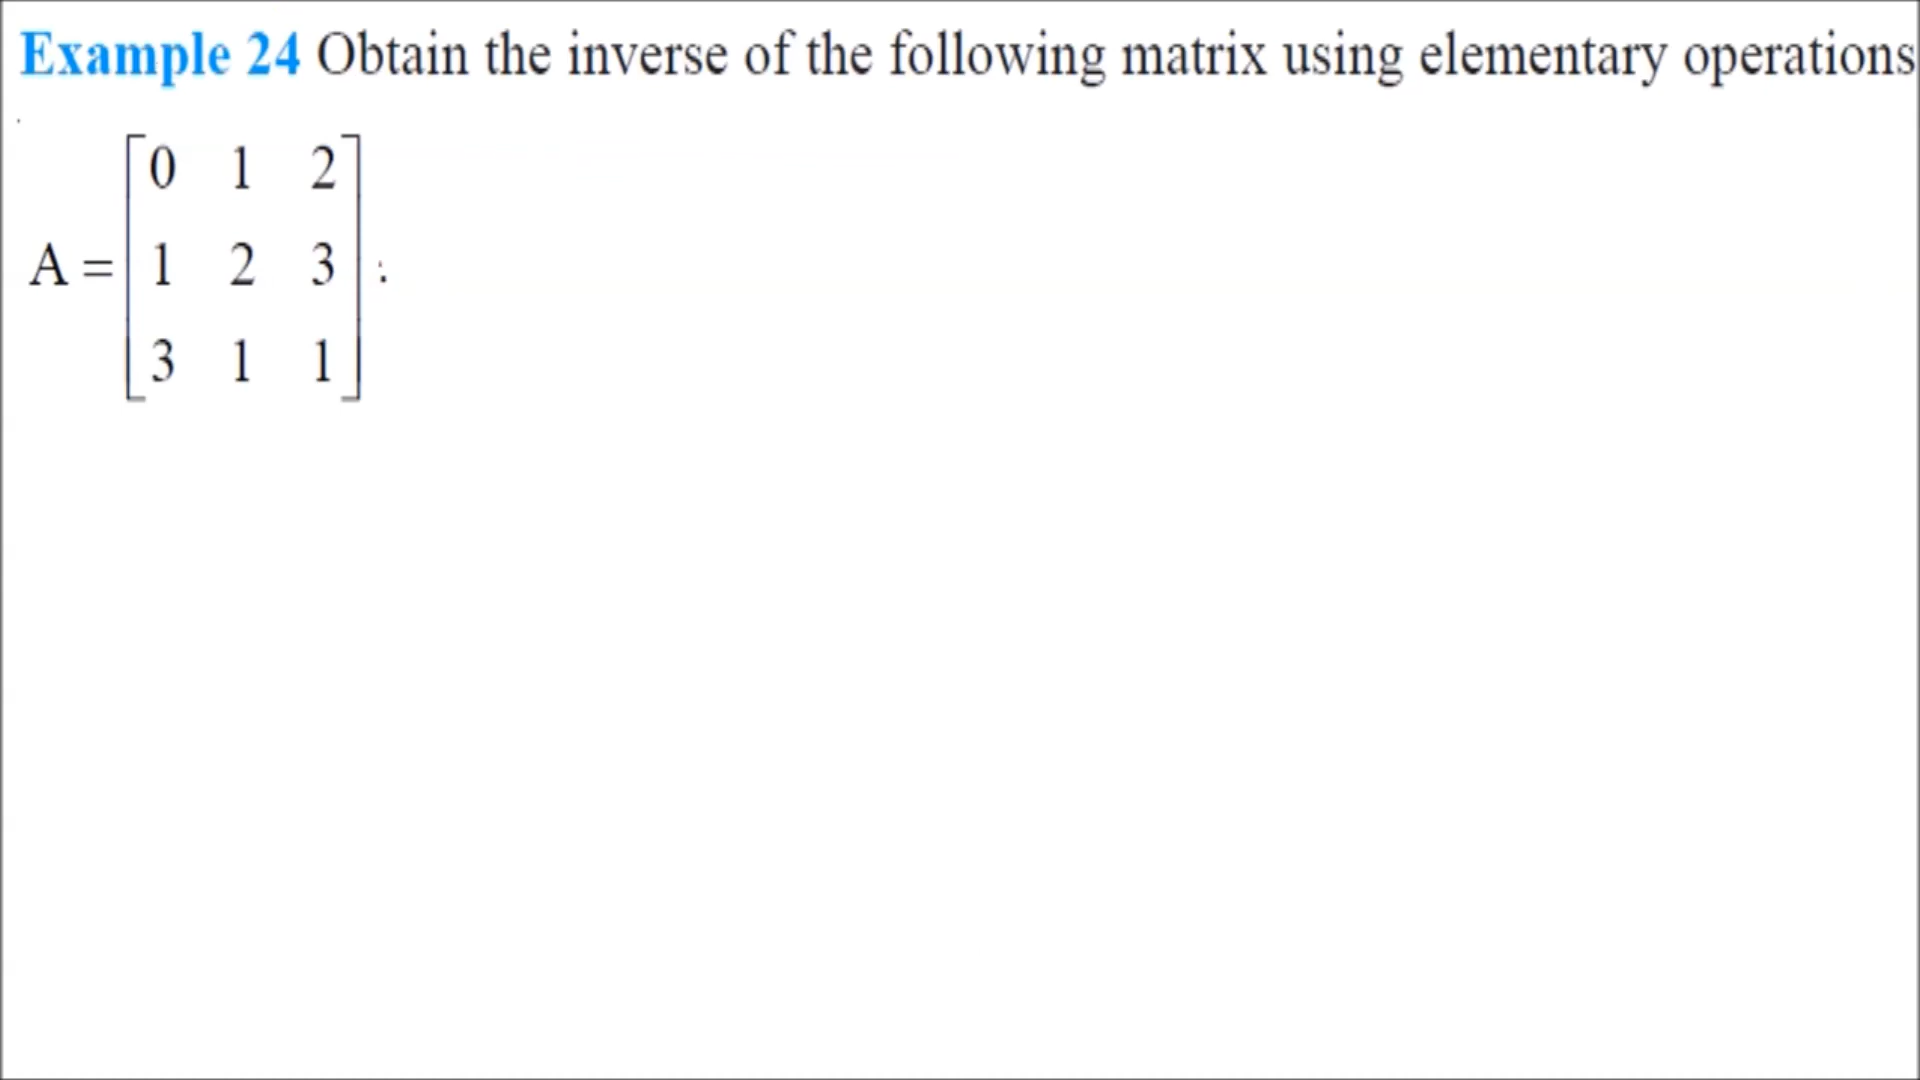 Example 24 Obtain the inverse of the following matrix using elementary operations
0 1 2
A = 1 2 3 .
3 1 1